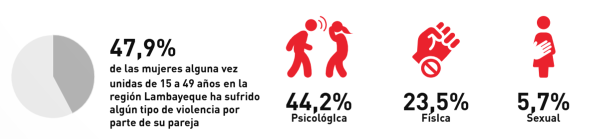 47,9%
de las mujeres alguna vez
unidas de 15 a 49 años en la
región Lambayeque ha sufrido
algún tipo de violencia por
parte de su pareja
44,2%
Psicológica
23,5%
Física
5,7%
Sexual